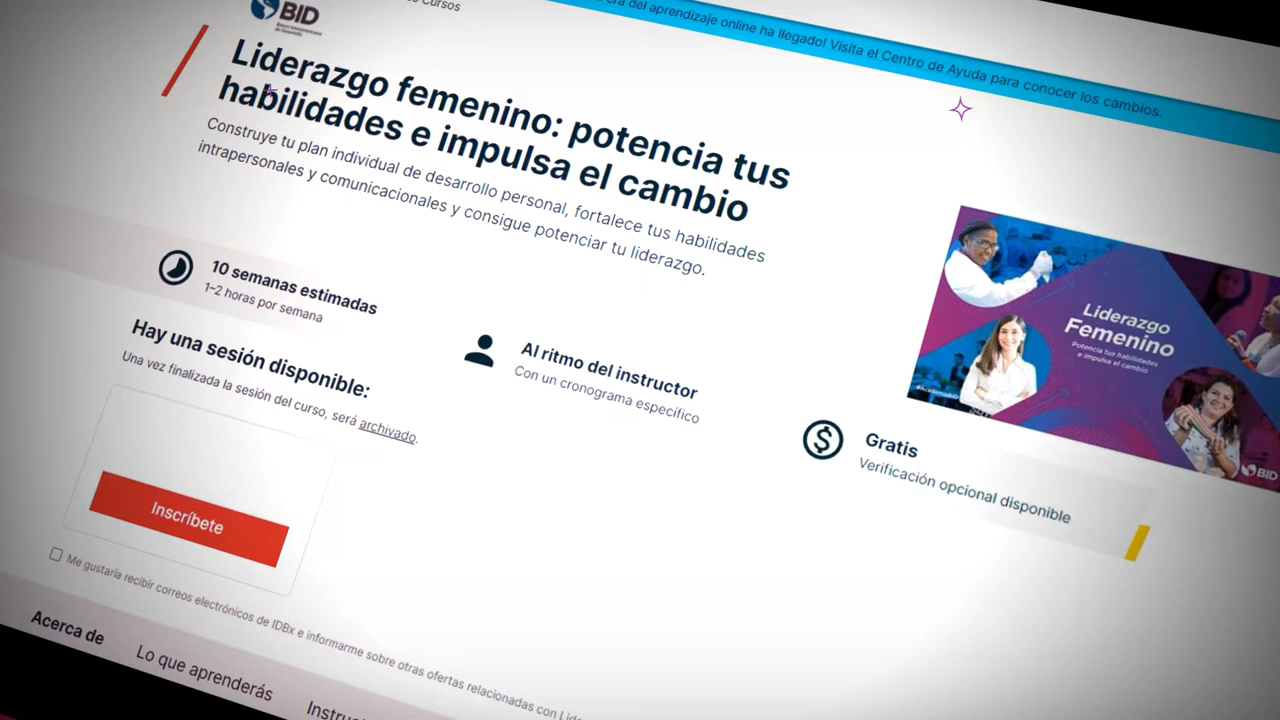 BID
Banco Interamericano
de Desarrollo
Cursos
del aprendizaje online ha llegado! Visita el Centro de Ayuda para conocer los cambios.
Liderazgo femenino: potencia tus
habilidades e impulsa el cambio
Construye tu plan individual de desarrollo personal, fortalece tus habilidades
intrapersonales y comunicacionales y consigue potenciar tu liderazgo.
10 semanas estimadas
1–2 horas por semana
Al ritmo del instructor
Con un cronograma específico
Gratis
Verificación opcional disponible
Liderazgo
Femenino
Potencia tus habilidades
e impulsa el cambio
BID
Hay una sesión disponible:
Una vez finalizada la sesión del curso, será archivado.
Inscríbete
Me gustaría recibir correos electrónicos de IDBx e informarme sobre otras ofertas relacionadas con
Acerca de
Lo que aprenderás